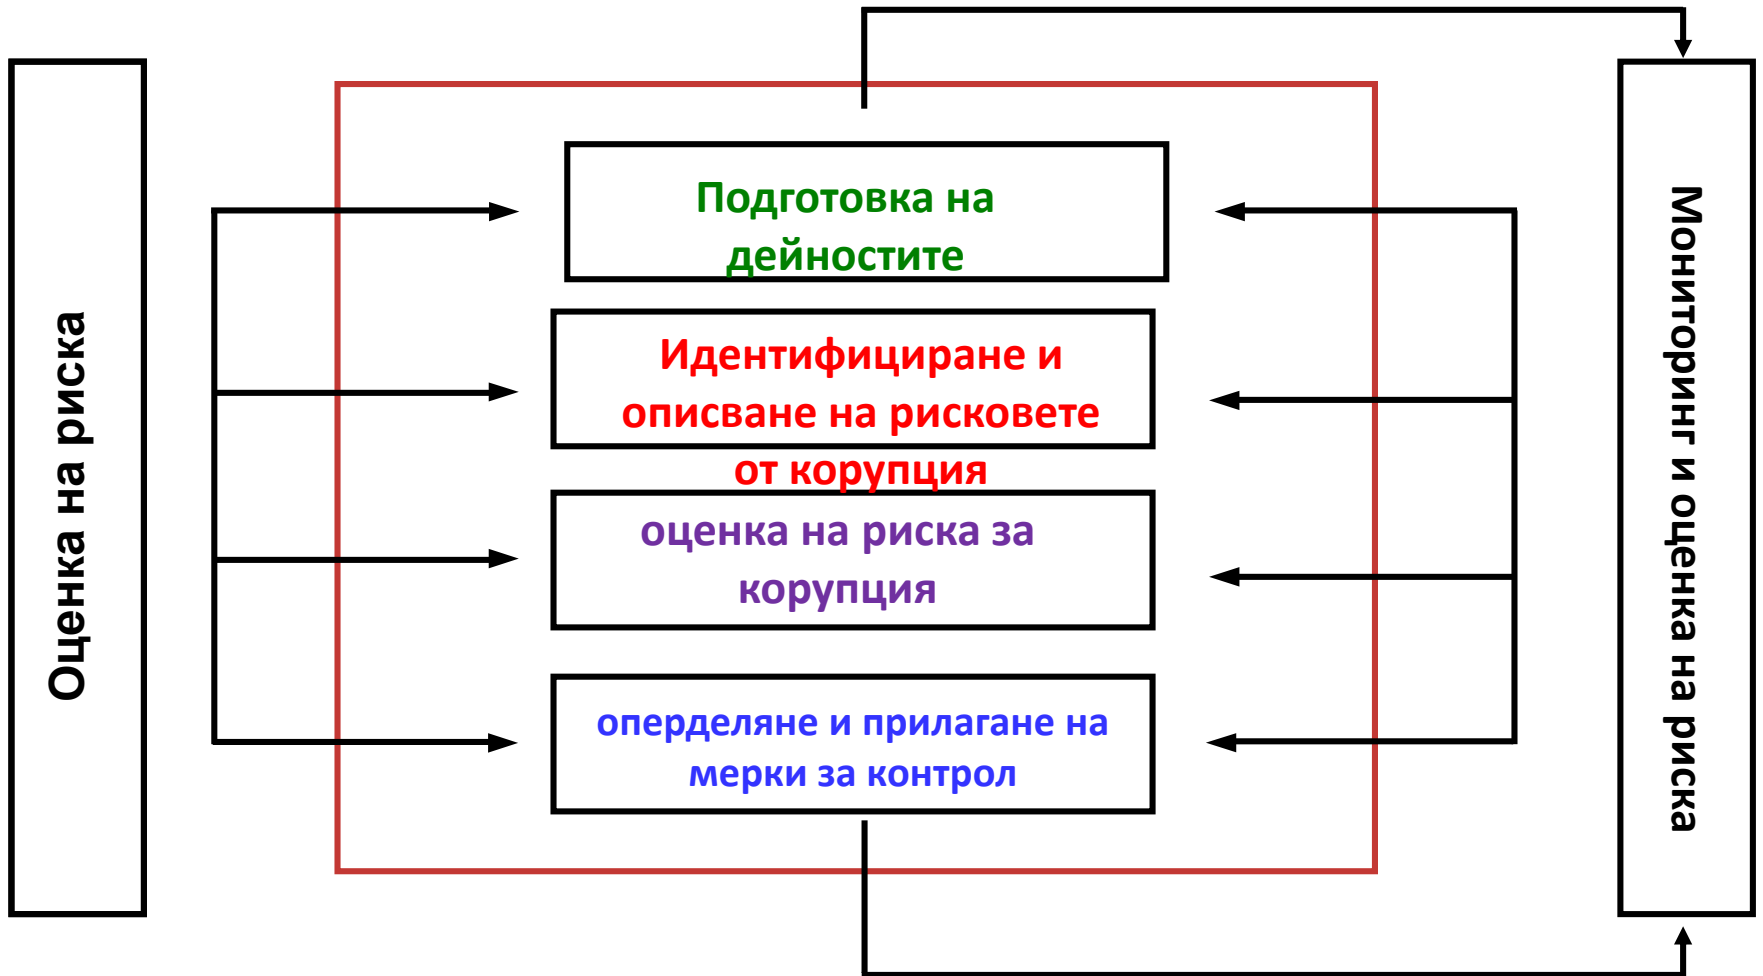 Оценка на риска
Подготовка на
дейностите
Идентифициране и
описване на рисковете
от корупция
оценка на риска за
корупция
оперделяне и прилагане на
мерки за контрол
Мониторинг и оценка на риска